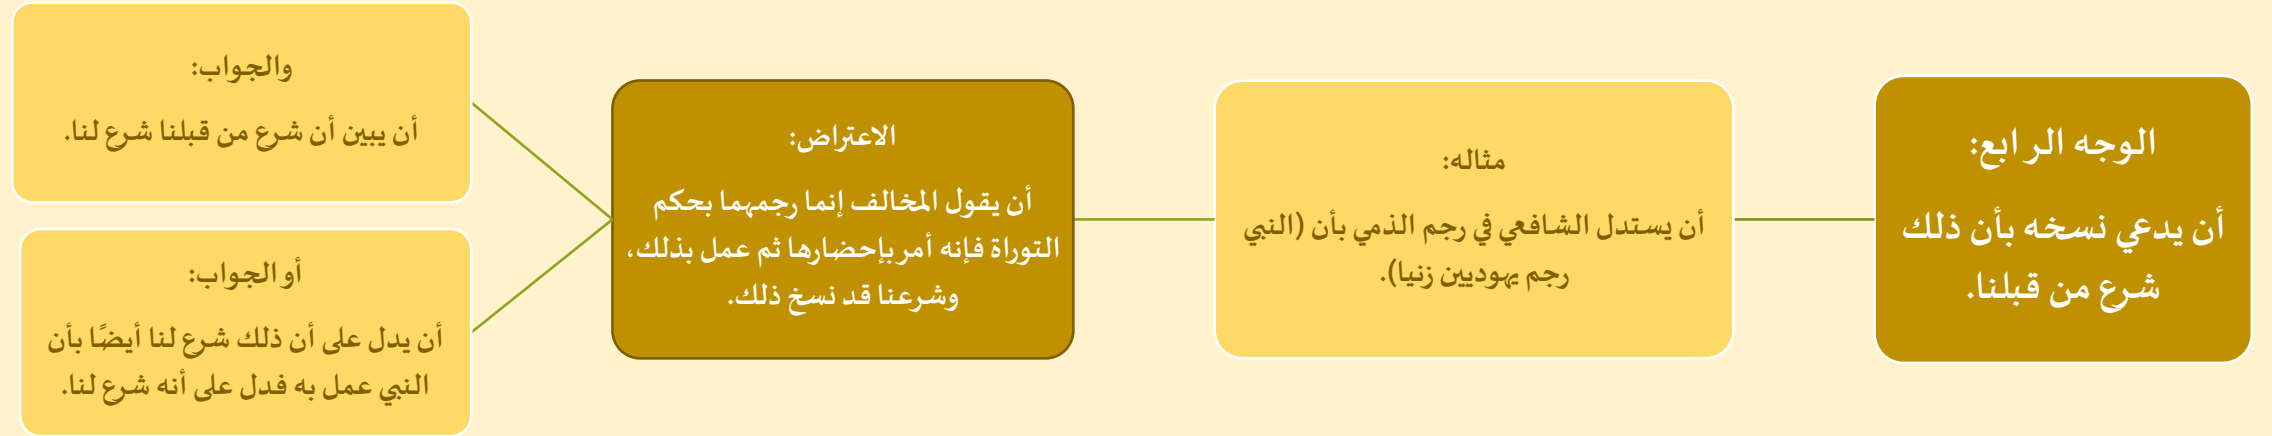 الوجه الرابع:
أن يدعي نسخه بأن ذلك
شرع من قبلنا.
مثاله:
أن يستدل الشافعي في رجم الذمي بأن (النبي
رجم يهوديين زنيا).
الاعتراض:
أن يقول المخالف إنما رجمهما بحكم
التوراة فإنه أمر بإحضارها ثم عمل بذلك،
وشرعنا قد نسخ ذلك.
والجواب:
أن يبين أن شرع من قبلنا شرع لنا.
أو الجواب:
أن يدل على أن ذلك شرع لنا أيضًا بأن
النبي عمل به فدل على أنه شرع لنا.